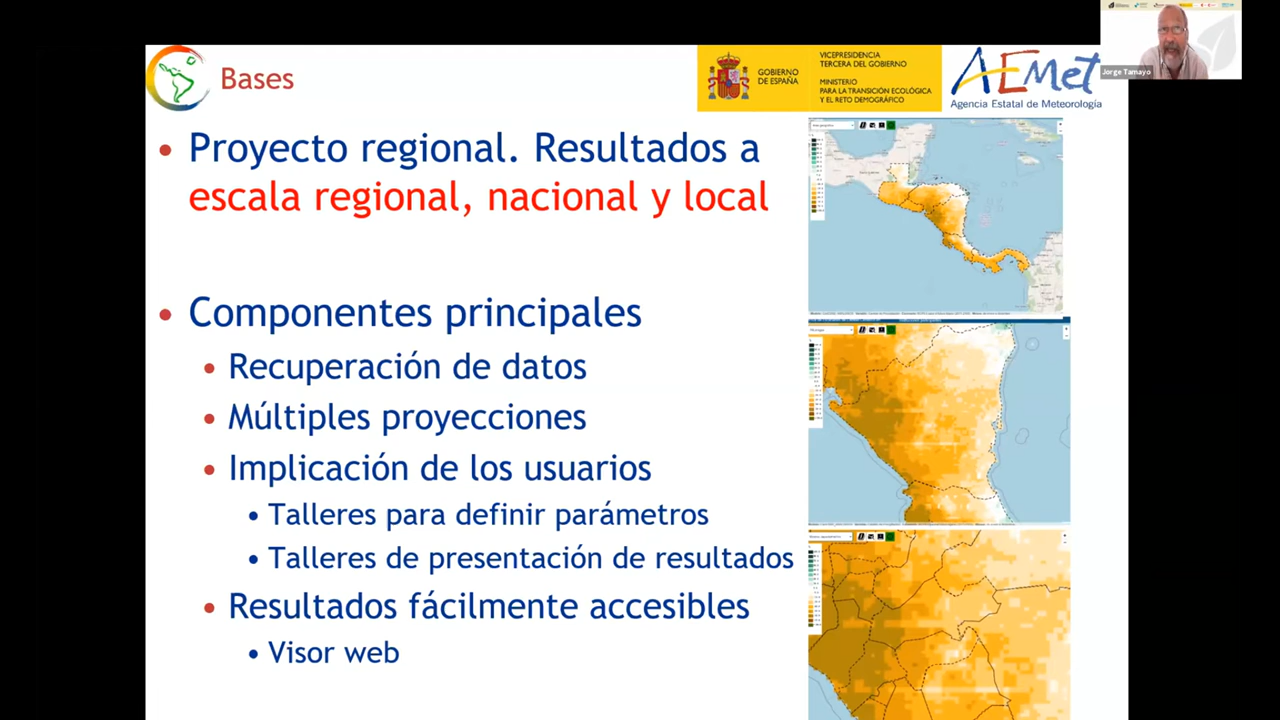 Bases
GOBIERNO
DE ESPAÑA
VICEPRESIDENCIA
TERCERA DEL GOBIERNO
MINISTERIO
PARA LA TRANSICIÓN ECOLÓGICA
Y EL RETO DEMOGRÁFICO
AEMet
Agencia Estatal de Meteorología
Jorge Tamayo
• Proyecto regional. Resultados a
escala regional, nacional y local
• Componentes principales
• Recuperación de datos
• Múltiples proyecciones
• Implicación de los usuarios
• Talleres para definir parámetros
• Talleres de presentación de resultados
• Resultados fácilmente accesibles
• Visor web